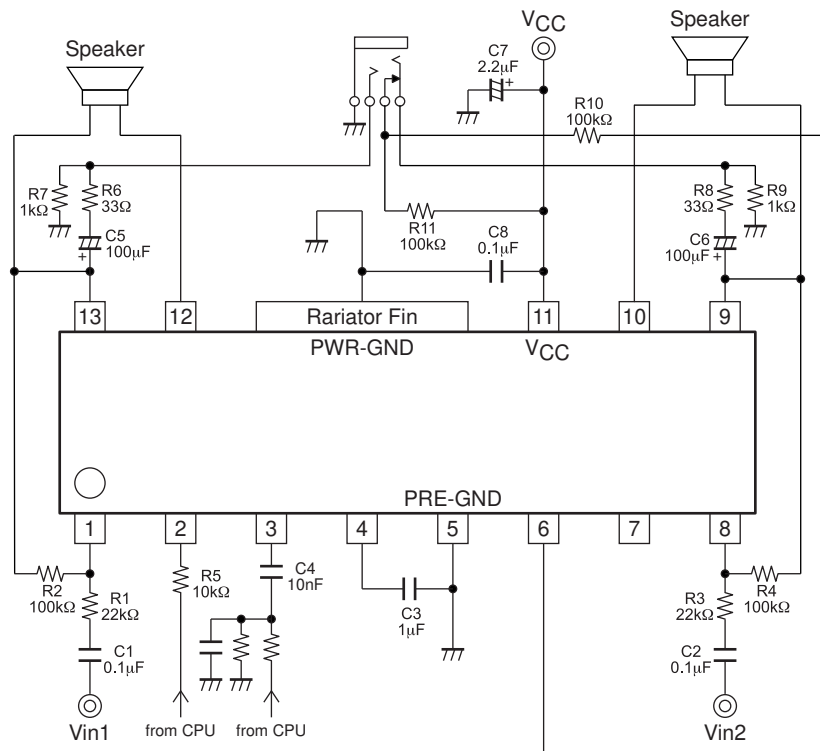 Speaker
VCC
Speaker
C7
2.2µF
+
R10
100kΩ
R7
1kΩ
R6
33Ω
R8
33Ω
R9
1kΩ
R11
100kΩ
C5
100µF
+
C8
0.1µF
C6
100µF
+
13
12
Rariator Fin
11
10
9
PWR-GND
VCC
PRE-GND
1
2
3
4
5
6
7
8
R2
100kΩ
R1
22kΩ
R5
10kΩ
C4
10nF
C3
1µF
R3
22kΩ
R4
100kΩ
C1
0.1µF
C2
0.1µF
Vin1
from CPU
from CPU
Vin2